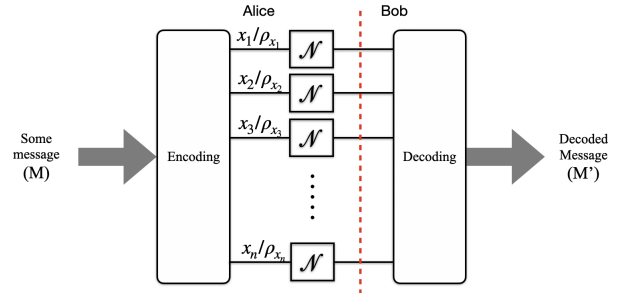 Alice
Bob
x₁/ρₓ₁
𝒩
x₂/ρₓ₂
𝒩
x₃/ρₓ₃
𝒩
Some
message
(M)
Encoding
Decoding
Decoded
Message
(M’)
xₙ/ρₓₙ
𝒩